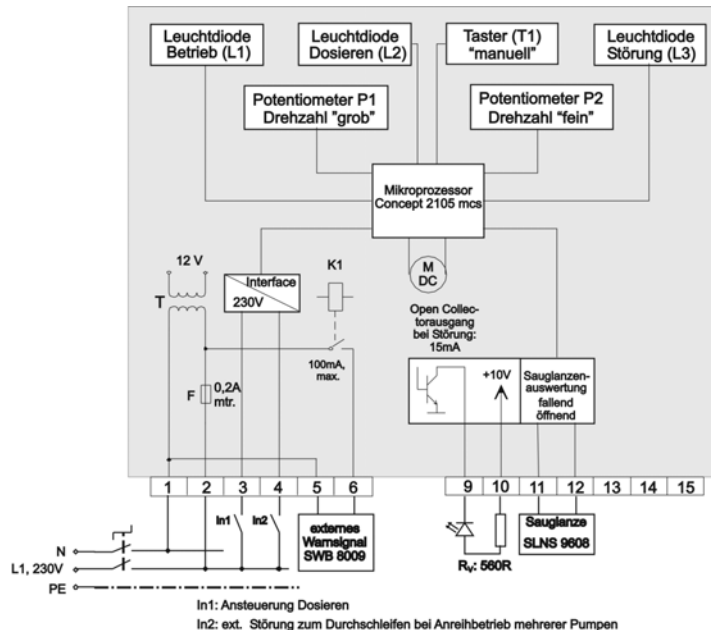 Leuchtdiode
Betrieb (L1)
Leuchtdiode
Dosieren (L2)
Taster (T1)
"manuell"
Leuchtdiode
Störung (L3)
Potentiometer P1
Drehzahl "grob"
Potentiometer P2
Drehzahl "fein"
Mikroprozessor
Concept 2105 mcs
12 V
T
Interface
230V
K1
M
DC
Open Collec-
torausgang
bei Störung:
15mA
100mA,
max.
F
0,2A
mtr.
+10V
Sauglanzen-
auswertung
fallend
öffnend
1 2 3 4 5 6
9 10 11 12 13 14 15
In1
In2
externes
Warnsignal
SWB 8009
Rv: 560R
Sauglanze
SLNS 9608
N
L1, 230V
PE
In1: Ansteuerung Dosieren
In2: ext. Störung zum Durchschleifen bei Anreihbetrieb mehrerer Pumpen